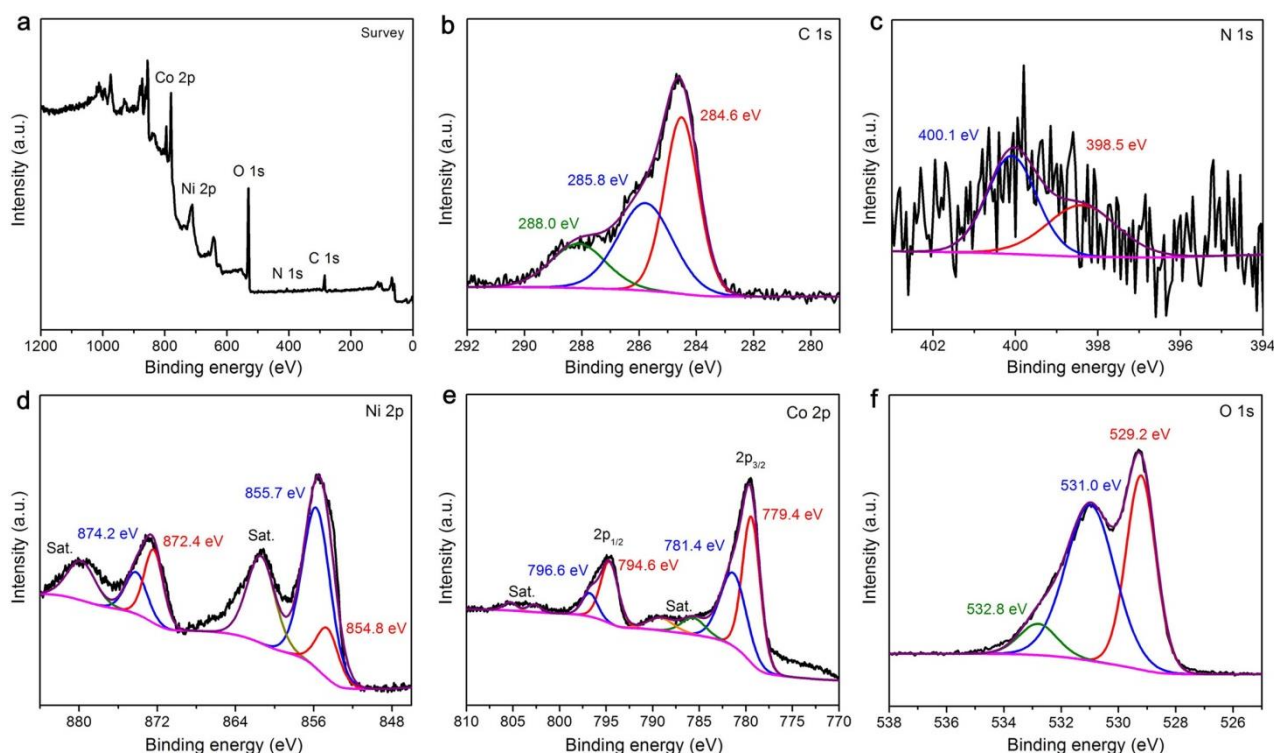 a
Survey
Intensity (a.u.)
Co 2p
Ni 2p
O 1s
N 1s
C 1s
1200 1000 800 600 400 200 0
Binding energy (eV)
b
C 1s
Intensity (a.u.)
284.6 eV
285.8 eV
288.0 eV
292 290 288 286 284 282 280
Binding energy (eV)
c
N 1s
Intensity (a.u.)
400.1 eV
398.5 eV
402 400 398 396 394
Binding energy (eV)
d
Ni 2p
Intensity (a.u.)
855.7 eV
874.2 eV
872.4 eV
Sat.
Sat.
854.8 eV
880 872 864 856 848
Binding energy (eV)
e
Co 2p
Intensity (a.u.)
2p3/2
779.4 eV
2p1/2
781.4 eV
796.6 eV
794.6 eV
Sat.
Sat.
810 805 800 795 790 785 780 775 770
Binding energy (eV)
f
O 1s
Intensity (a.u.)
529.2 eV
531.0 eV
532.8 eV
538 536 534 532 530 528 526
Binding energy (eV)